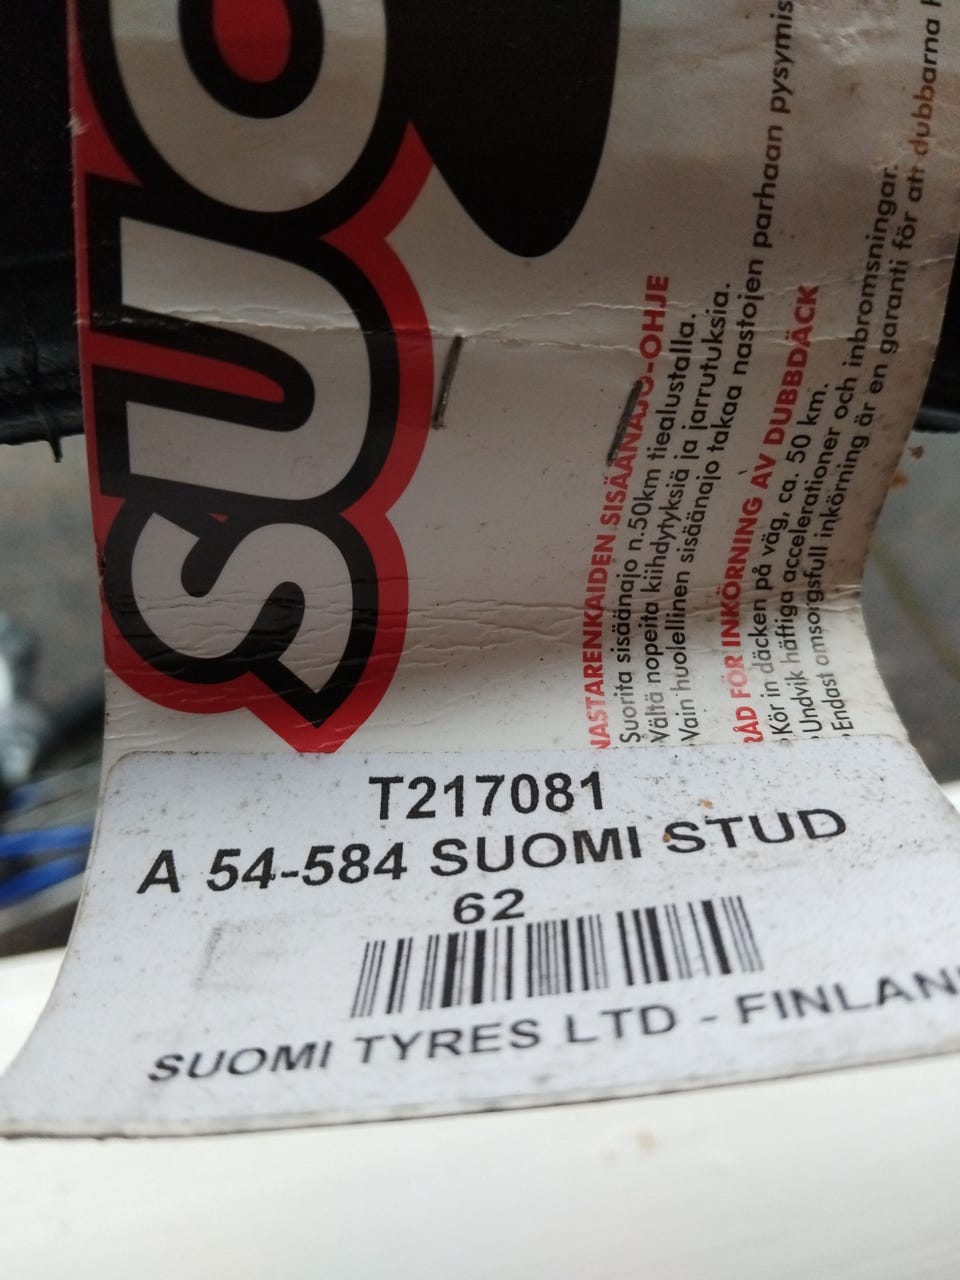 SUO
NASTARENKAIDEN SISÄÄNAJO-OHJE
Suorita sisäänajo n.50km tiealustalla.
Vältä nopeita kiihdytyksiä ja jarrutuksia.
Vain huolellinen sisäänajo takaa nastojen parhaan pysymis
RÅD FÖR INKÖRNING AV DUBBDÄCK
Kör in däcken på väg, ca. 50 km.
Undvik häftiga accelerationer och inbromsningar.
Endast omsorgsfull inkörning är en garanti för att dubbarna
T217081
A 54-584 SUOMI STUD
62
SUOMI TYRES LTD - FINLAN